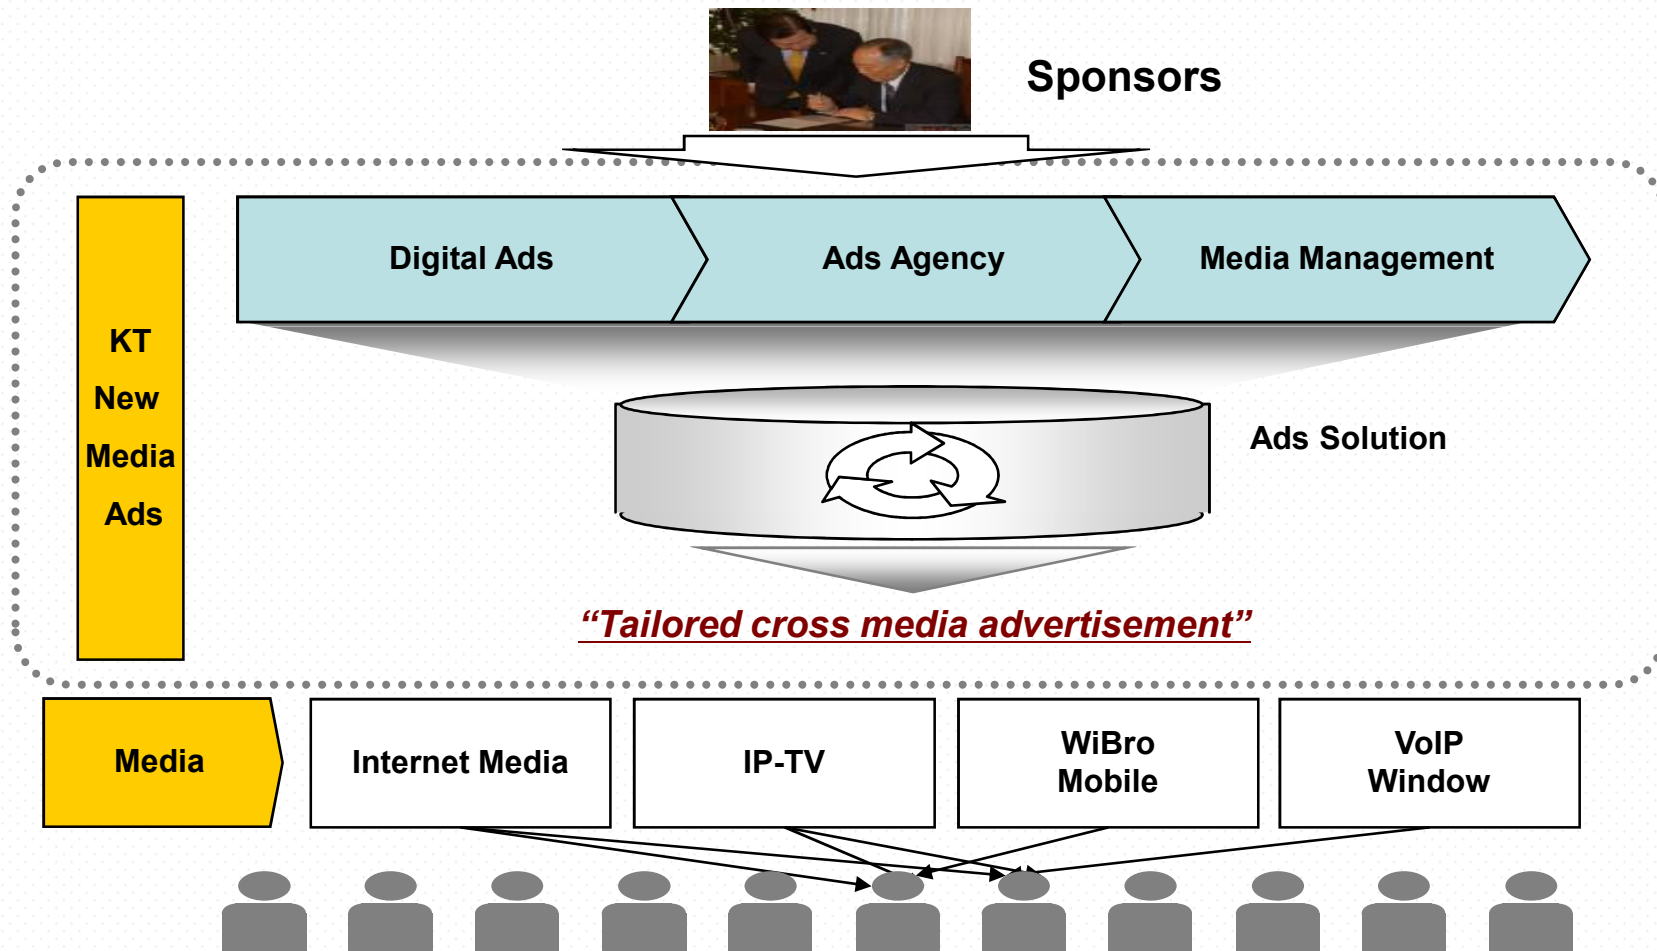 Sponsors
Digital Ads
Ads Agency
Media Management
KT
New
Media
Ads
Ads Solution
“Tailored cross media advertisement”
Media
Internet Media
IP-TV
WiBro
Mobile
VoIP
Window